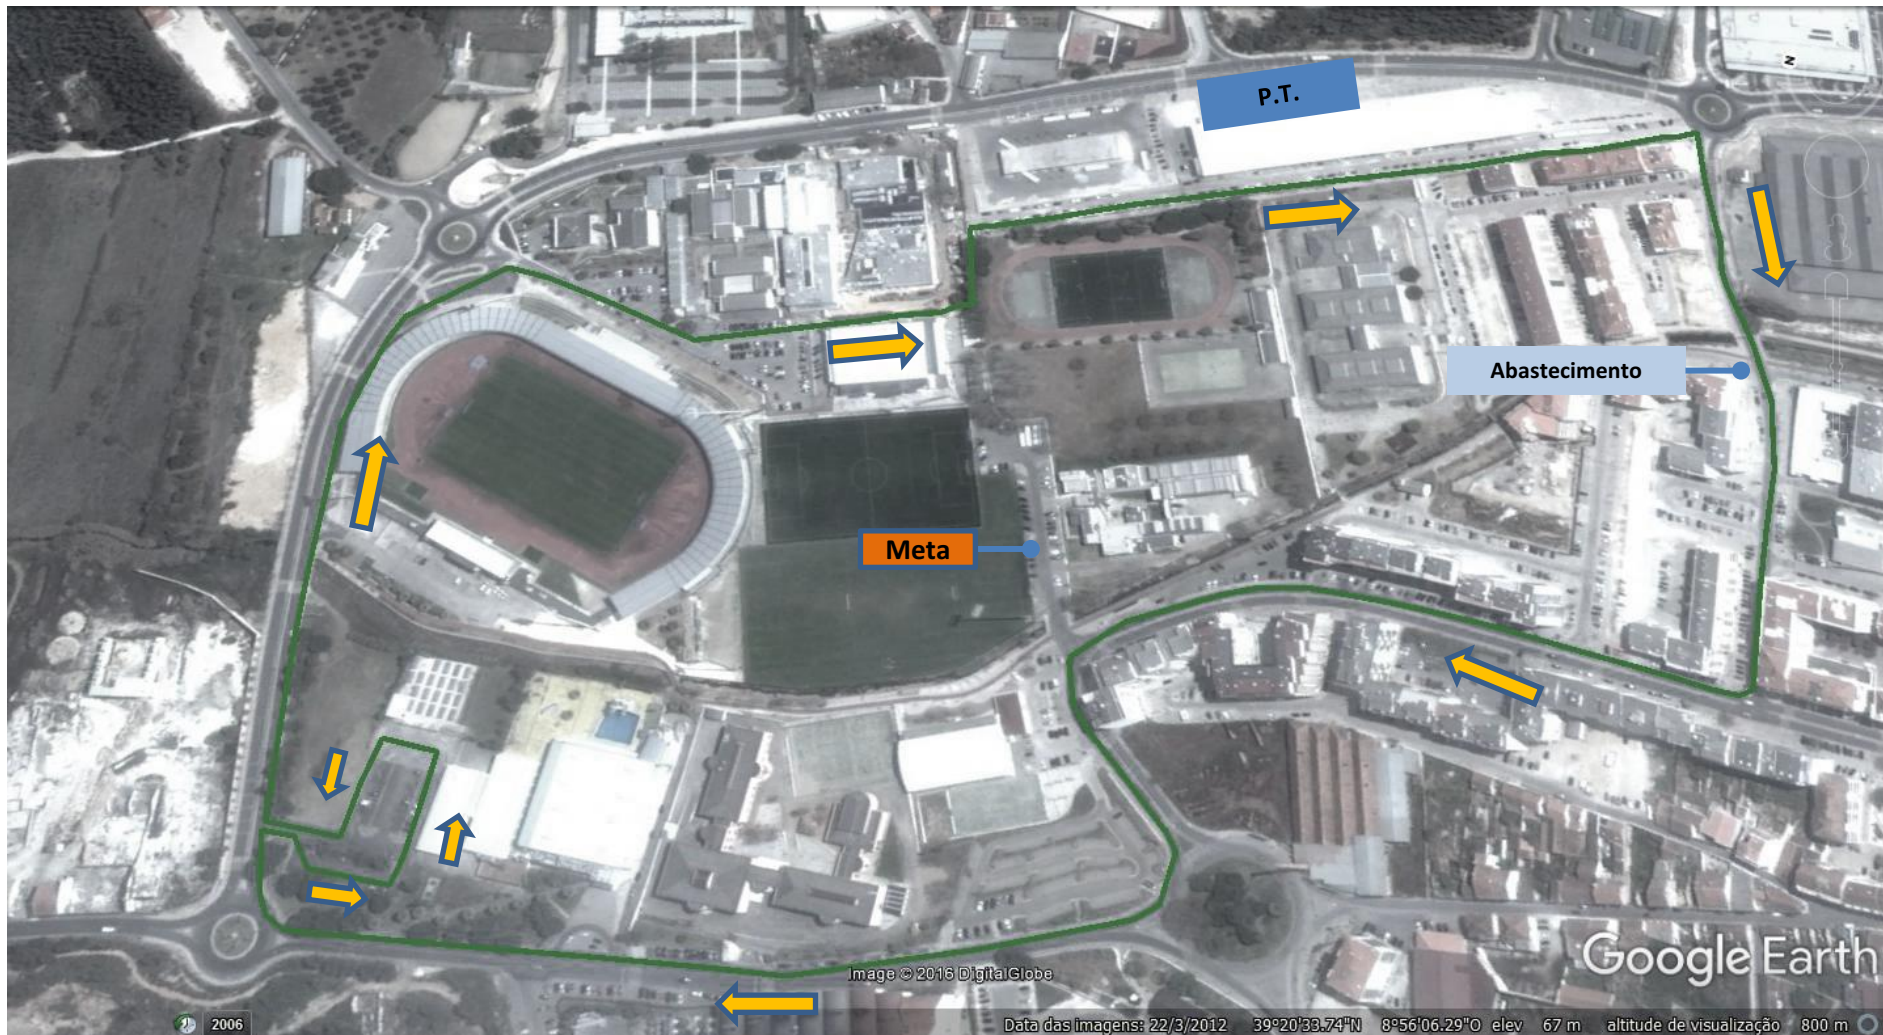 N
P.T.
Abastecimento
Meta
Google Earth
Image © 2016 DigitalGlobe
2006
Data das imagens: 22/3/2012 39°20'33.74"N 8°56'06.29"O elev 67 m altitude de visualização 800 m